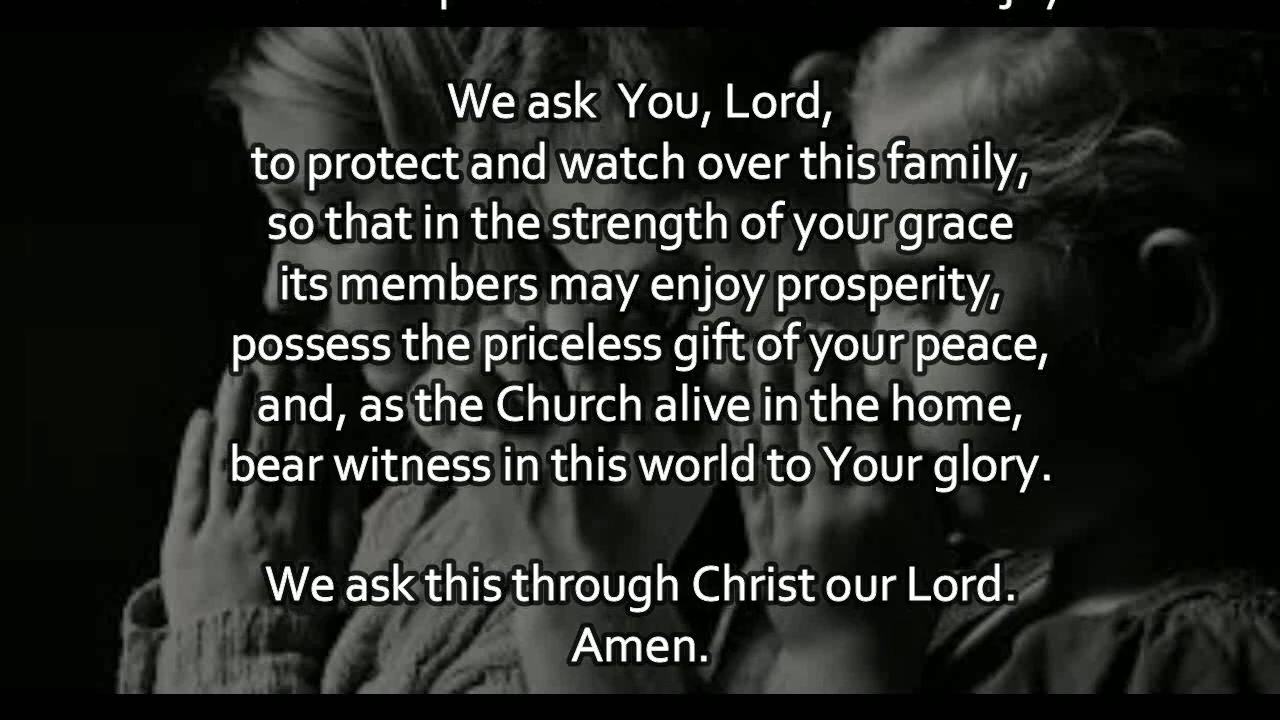 We ask You, Lord,
to protect and watch over this family,
so that in the strength of your grace
its members may enjoy prosperity,
possess the priceless gift of your peace,
and, as the Church alive in the home,
bear witness in this world to Your glory.
We ask this through Christ our Lord.
Amen.